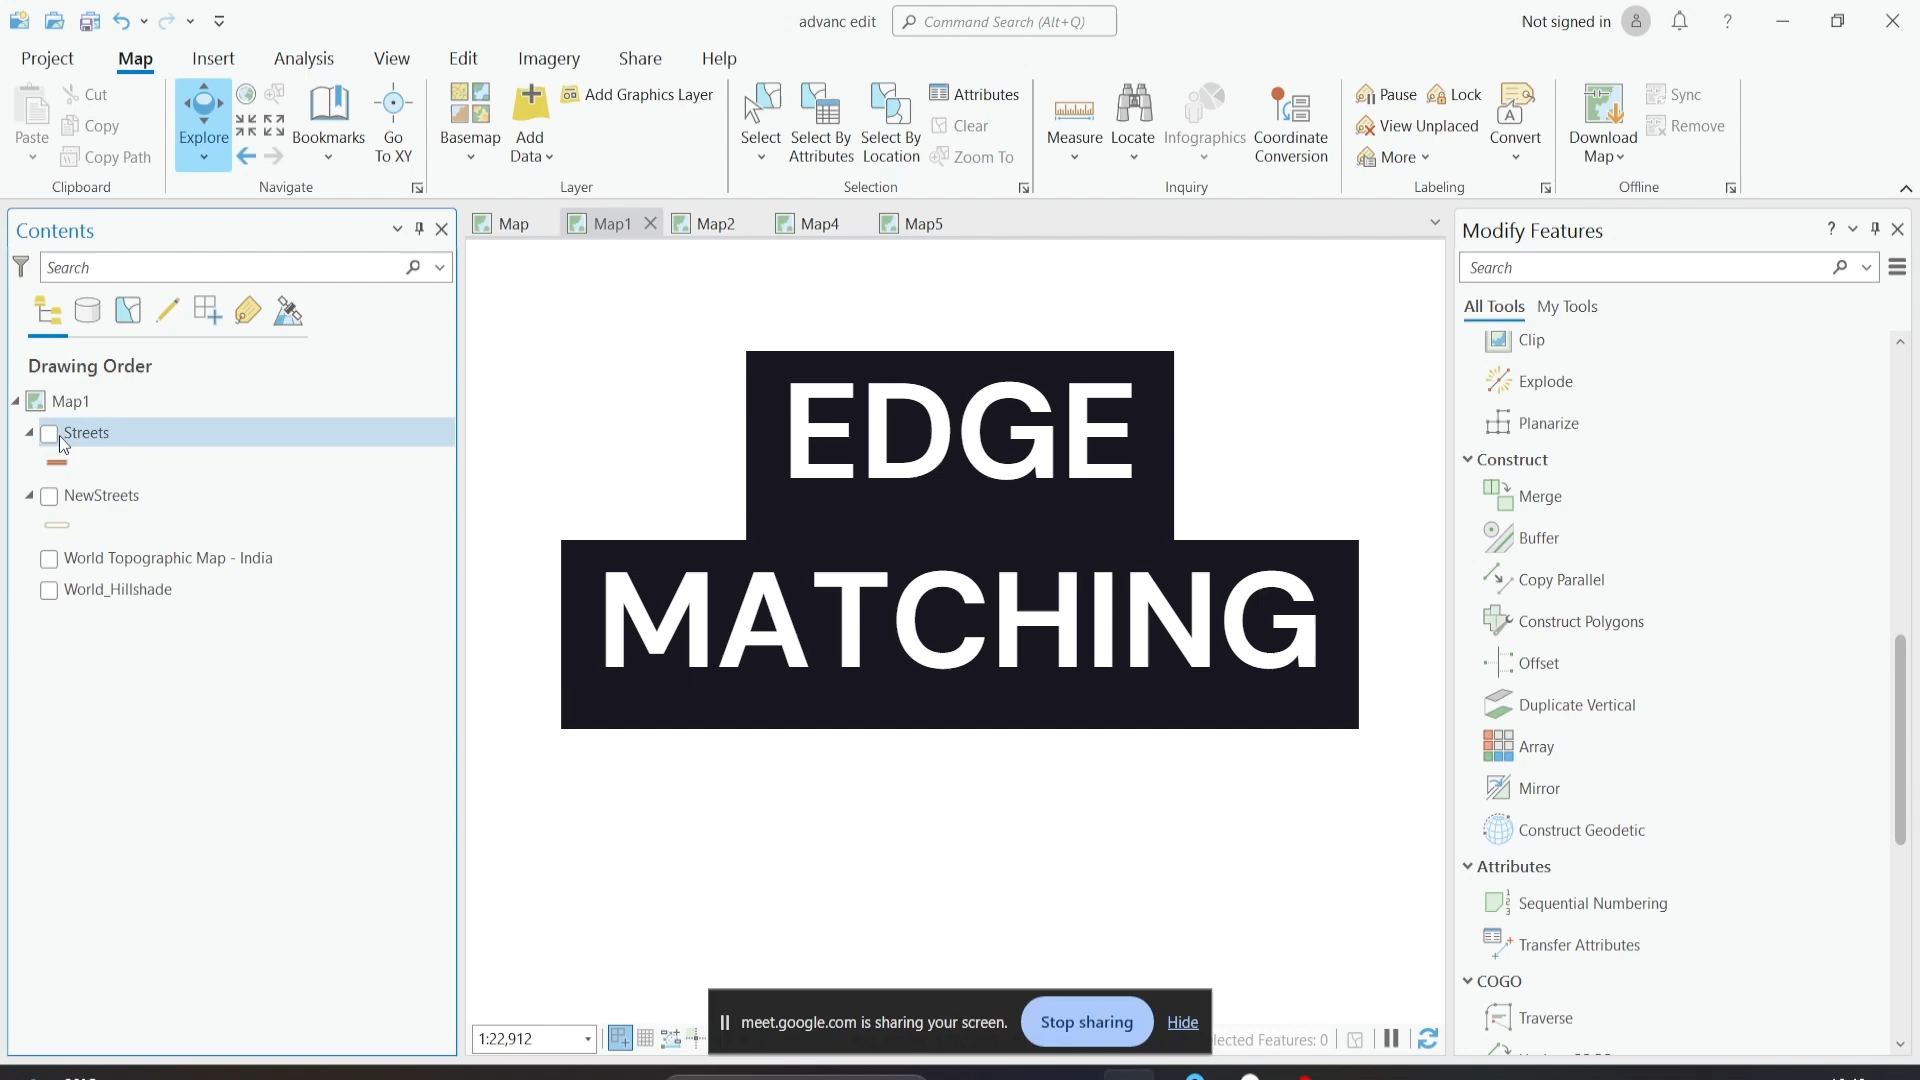 advanc edit
Command Search (Alt+Q)
Not signed in
?
Project Map Insert Analysis View Edit Imagery Share Help
Paste
Cut
Copy
Copy Path
Clipboard
Explore
Bookmarks
Go
To XY
Navigate
Basemap
Add
Data
Add Graphics Layer
Layer
Select
Select By
Attributes
Select By
Location
Attributes
Clear
Zoom To
Selection
Measure
Locate
Infographics
Coordinate
Conversion
Inquiry
Pause
Lock
View Unplaced
More
Convert
Labeling
Download
Map
Sync
Remove
Offline
Contents
Search
Drawing Order
Map1
Streets
NewStreets
World Topographic Map - India
World_Hillshade
Map Map1 Map2 Map4 Map5
EDGE
MATCHING
1:22,912
meet.google.com is sharing your screen.
Stop sharing
Hide
lected Features: 0
Modify Features
?
Search
All Tools My Tools
Clip
Explode
Planarize
Construct
Merge
Buffer
Copy Parallel
Construct Polygons
Offset
Duplicate Vertical
Array
Mirror
Construct Geodetic
Attributes
Sequential Numbering
Transfer Attributes
COGO
Traverse